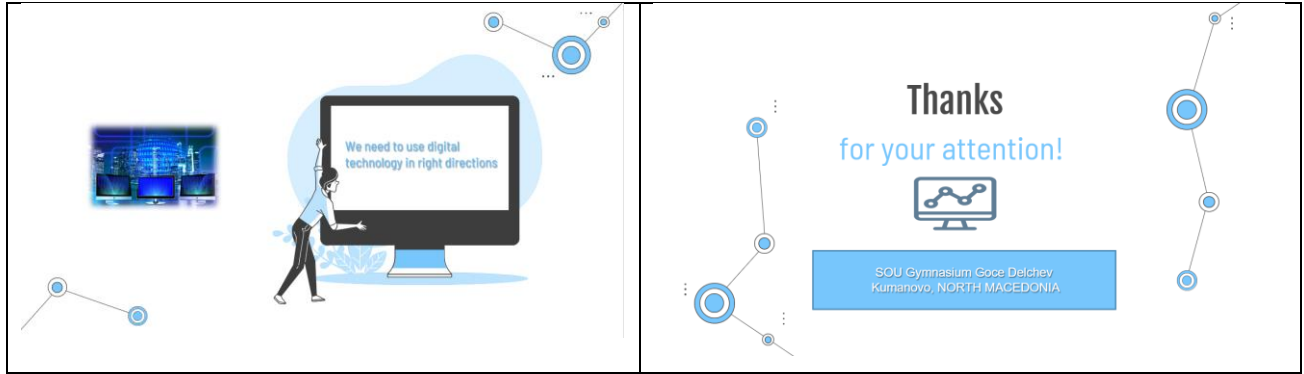 We need to use digital
technology in right directions
Thanks
for your attention!
SOU Gymnasium Goce Delchev
Kumanovo, NORTH MACEDONIA